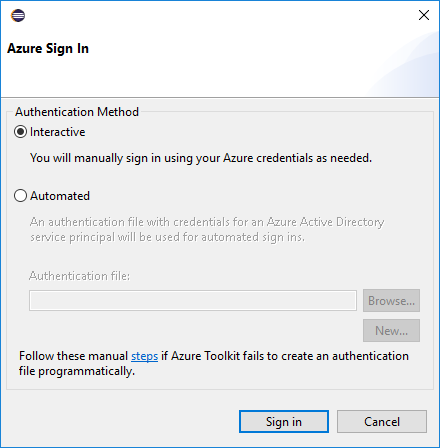 Azure Sign In
Authentication Method
Interactive
You will manually sign in using your Azure credentials as needed.
Automated
An authentication file with credentials for an Azure Active Directory
service principal will be used for automated sign ins.
Authentication file:
Browse...
New...
Follow these manual steps if Azure Toolkit fails to create an authentication
file programmatically.
Sign in
Cancel